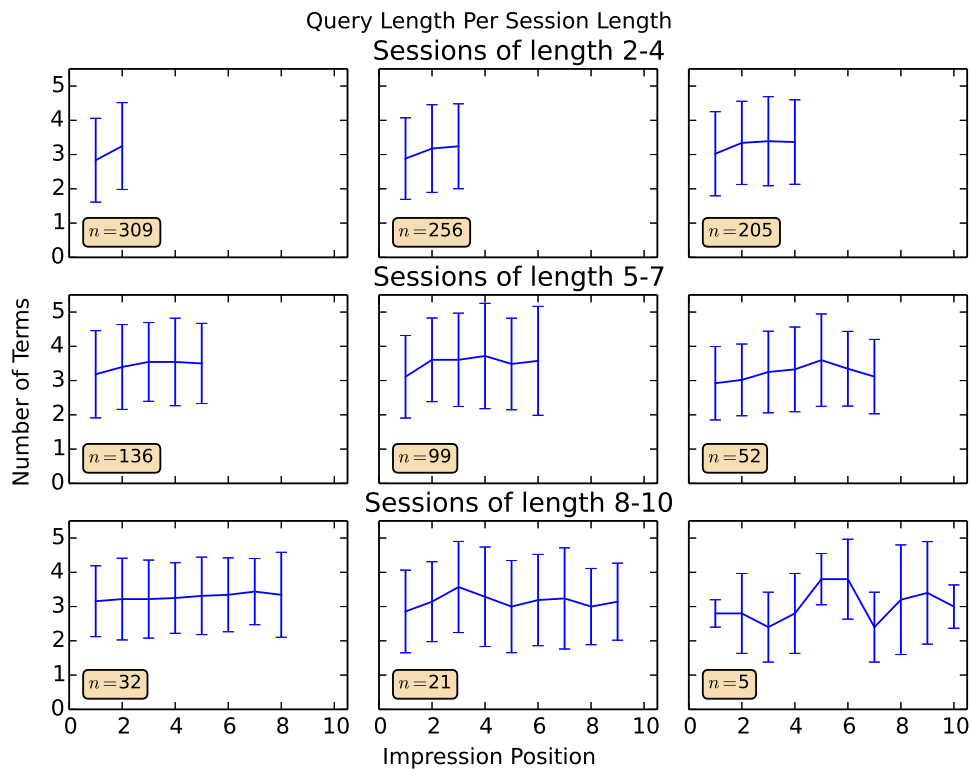 Query Length Per Session Length
Sessions of length 2-4
5
4
3
2
1
0
n=309
n=256
n=205
Sessions of length 5-7
5
4
3
2
1
0
n=136
n=99
n=52
Number of Terms
Sessions of length 8-10
5
4
3
2
1
0
n=32
n=21
n=5
0 2 4 6 8 10 0 2 4 6 8 10 0 2 4 6 8 10
Impression Position